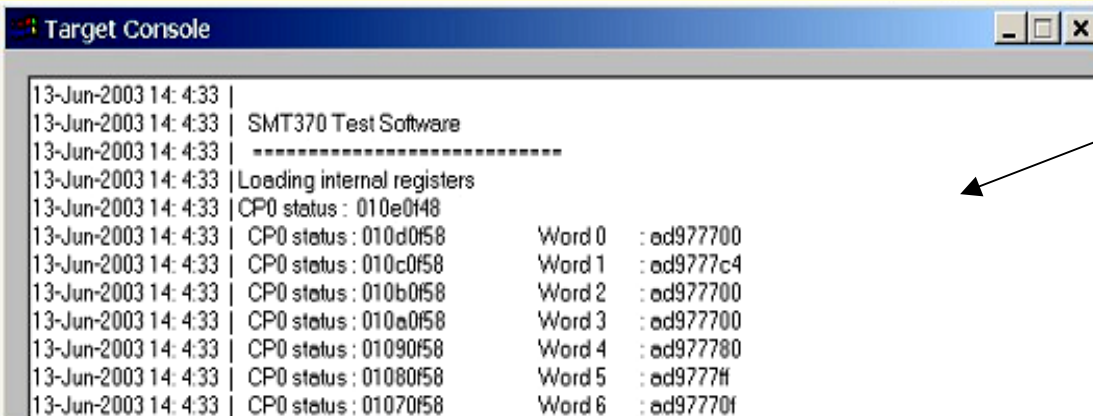 Target Console
13-Jun-2003 14: 4:33 |
13-Jun-2003 14: 4:33 | SMT370 Test Software
13-Jun-2003 14: 4:33 | ----------------------------
13-Jun-2003 14: 4:33 |Loading internal registers
13-Jun-2003 14: 4:33 |CP0 status : 010e0f48
13-Jun-2003 14: 4:33 | CP0 status : 010d0f58 Word 0 : ad977700
13-Jun-2003 14: 4:33 | CP0 status : 010c0f58 Word 1 : ad9777c4
13-Jun-2003 14: 4:33 | CP0 status : 010b0f58 Word 2 : ad977700
13-Jun-2003 14: 4:33 | CP0 status : 010a0f58 Word 3 : ad977700
13-Jun-2003 14: 4:33 | CP0 status : 01090f58 Word 4 : ad977780
13-Jun-2003 14: 4:33 | CP0 status : 01080f58 Word 5 : ad9777ff
13-Jun-2003 14: 4:33 | CP0 status : 01070f58 Word 6 : ad97770f